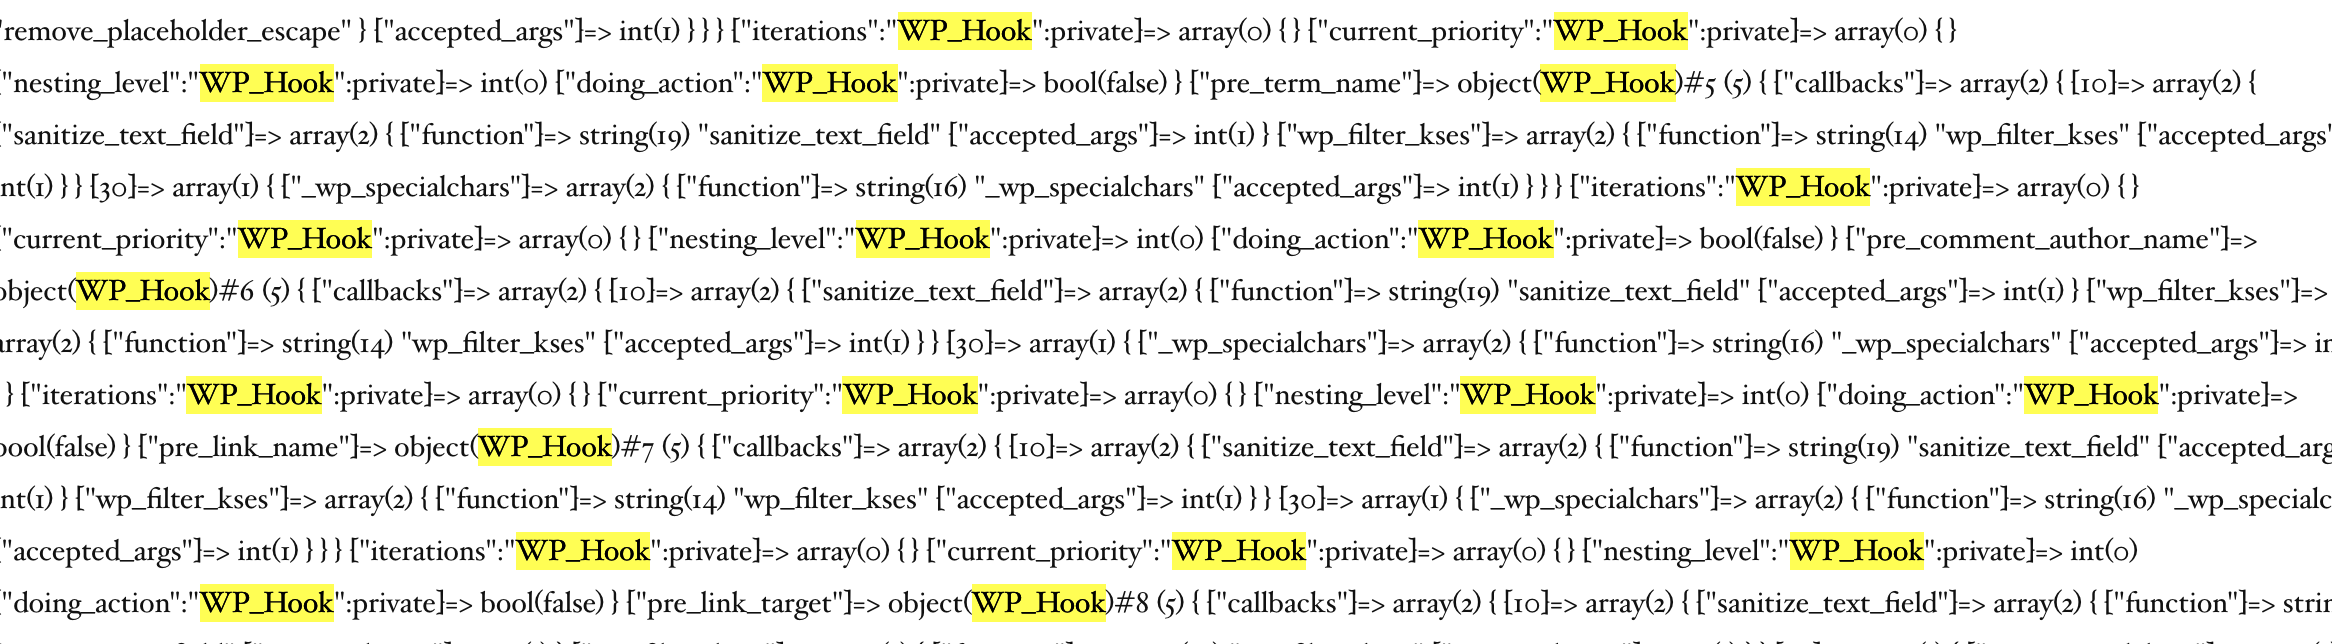 "remove_placeholder_escape" } ["accepted_args"]=> int(1) } } } ["iterations":"WP_Hook":private]=> array(0) { } ["current_priority":"WP_Hook":private]=> array(0) { }
["nesting_level":"WP_Hook":private]=> int(0) ["doing_action":"WP_Hook":private]=> bool(false) } ["pre_term_name"]=> object(WP_Hook)#5 (5) { ["callbacks"]=> array(2) { [10]=> array(2) {
["sanitize_text_field"]=> array(2) { ["function"]=> string(19) "sanitize_text_field" ["accepted_args"]=> int(1) } ["wp_filter_kses"]=> array(2) { ["function"]=> string(14) "wp_filter_kses" ["accepted_args"
int(1) } } [30]=> array(1) { ["_wp_specialchars"]=> array(2) { ["function"]=> string(16) "_wp_specialchars" ["accepted_args"]=> int(1) } } } ["iterations":"WP_Hook":private]=> array(0) { }
["current_priority":"WP_Hook":private]=> array(0) { } ["nesting_level":"WP_Hook":private]=> int(0) ["doing_action":"WP_Hook":private]=> bool(false) } ["pre_comment_author_name"]=>
object(WP_Hook)#6 (5) { ["callbacks"]=> array(2) { [10]=> array(2) { ["sanitize_text_field"]=> array(2) { ["function"]=> string(19) "sanitize_text_field" ["accepted_args"]=> int(1) } ["wp_filter_kses"]=>
array(2) { ["function"]=> string(14) "wp_filter_kses" ["accepted_args"]=> int(1) } } [30]=> array(1) { ["_wp_specialchars"]=> array(2) { ["function"]=> string(16) "_wp_specialchars" ["accepted_args"]=> in
} ["iterations":"WP_Hook":private]=> array(0) { } ["current_priority":"WP_Hook":private]=> array(0) { } ["nesting_level":"WP_Hook":private]=> int(0) ["doing_action":"WP_Hook":private]=>
bool(false) } ["pre_link_name"]=> object(WP_Hook)#7 (5) { ["callbacks"]=> array(2) { [10]=> array(2) { ["sanitize_text_field"]=> array(2) { ["function"]=> string(19) "sanitize_text_field" ["accepted_arg
int(1) } ["wp_filter_kses"]=> array(2) { ["function"]=> string(14) "wp_filter_kses" ["accepted_args"]=> int(1) } } [30]=> array(1) { ["_wp_specialchars"]=> array(2) { ["function"]=> string(16) "_wp_specialc
["accepted_args"]=> int(1) } } } ["iterations":"WP_Hook":private]=> array(0) { } ["current_priority":"WP_Hook":private]=> array(0) { } ["nesting_level":"WP_Hook":private]=> int(0)
["doing_action":"WP_Hook":private]=> bool(false) } ["pre_link_target"]=> object(WP_Hook)#8 (5) { ["callbacks"]=> array(2) { [10]=> array(2) { ["sanitize_text_field"]=> array(2) { ["function"]=> strin